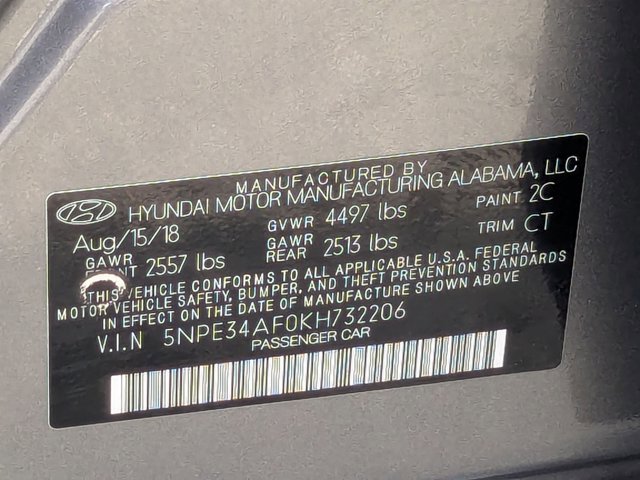 MANUFACTURED BY
HYUNDAI MOTOR MANUFACTURING ALABAMA, LLC
Aug/15/18 GVWR 4497 lbs PAINT 2C
GAWR FRONT 2557 lbs GAWR REAR 2513 lbs TRIM CT
THIS VEHICLE CONFORMS TO ALL APPLICABLE U.S.A. FEDERAL
MOTOR VEHICLE SAFETY, BUMPER, AND THEFT PREVENTION STANDARDS
IN EFFECT ON THE DATE OF MANUFACTURE SHOWN ABOVE
V.I.N 5NPE34AF0KH732206
PASSENGER CAR